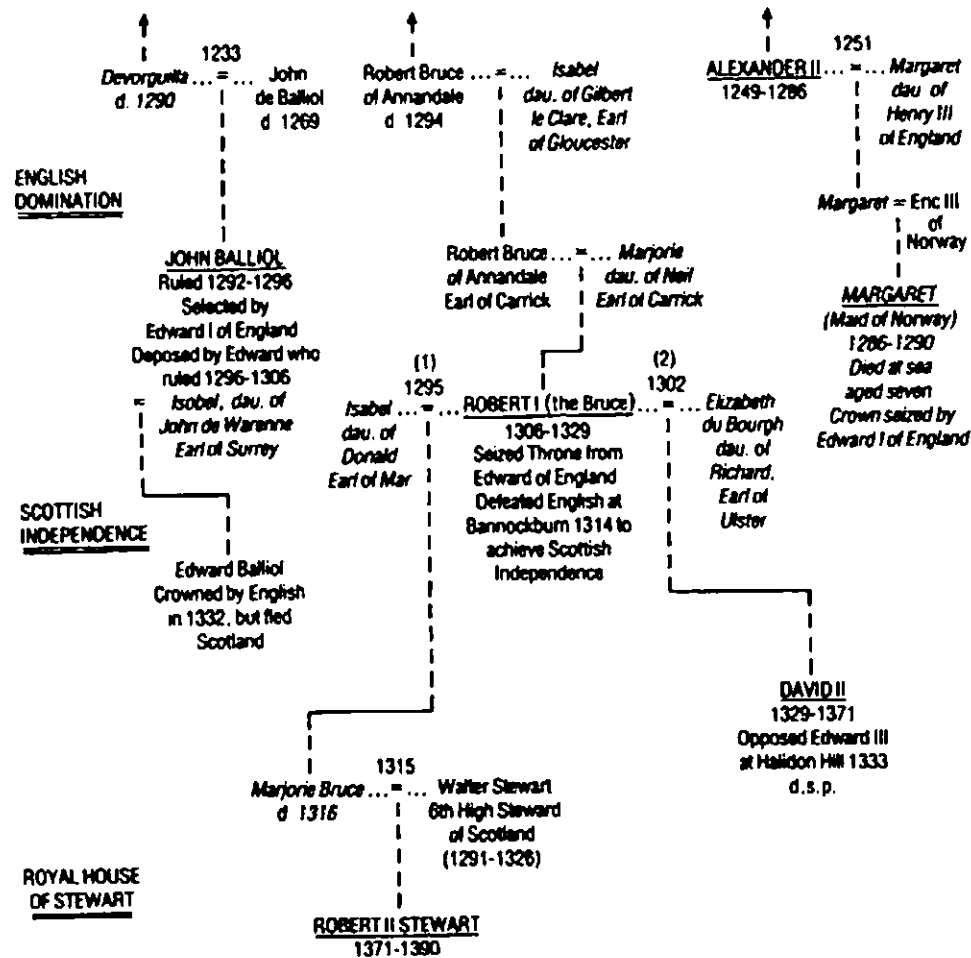 1233
Devorguilla ... = ... John
d. 1290
de Balliol
d 1269
Robert Bruce ... = ... Isabel
of Annandale
d. 1294
dau. of Gilbert
le Clare, Earl
of Gloucester
1251
ALEXANDER II ... = ... Margaret
1249-1286
dau of
Henry III
of England
ENGLISH
DOMINATION
Margaret = Eric III
of
Norway
JOHN BALLIOL
Ruled 1292-1296
Selected by
Edward I of England
Deposed by Edward who
ruled 1296-1306
= Isobel, dau. of
John de Warenne
Earl of Surrey
Robert Bruce ... = ... Marjorie
of Annandale
Earl of Carrick
dau. of Neil
Earl of Carrick
MARGARET
(Maid of Norway)
1286-1290
Died at sea
aged seven
Crown seized by
Edward I of England
(1)
1295
(2)
1302
Isabel ... = ... ROBERT I (the Bruce) ... = ... Elizabeth
dau. of
Donald
Earl of Mar
1306-1329
Seized Throne from
Edward of England
Defeated English at
Bannockburn 1314 to
achieve Scottish
Independence
du Bourgh
dau. of
Richard,
Earl of
Ulster
SCOTTISH
INDEPENDENCE
Edward Balliol
Crowned by English
in 1332, but fled
Scotland
DAVID II
1329-1371
Opposed Edward III
at Halidon Hill 1333
d.s.p.
1315
Marjorie Bruce ... = ... Walter Stewart
d 1316
6th High Steward
of Scotland
(1291-1326)
ROYAL HOUSE
OF STEWART
ROBERT II STEWART
1371-1390